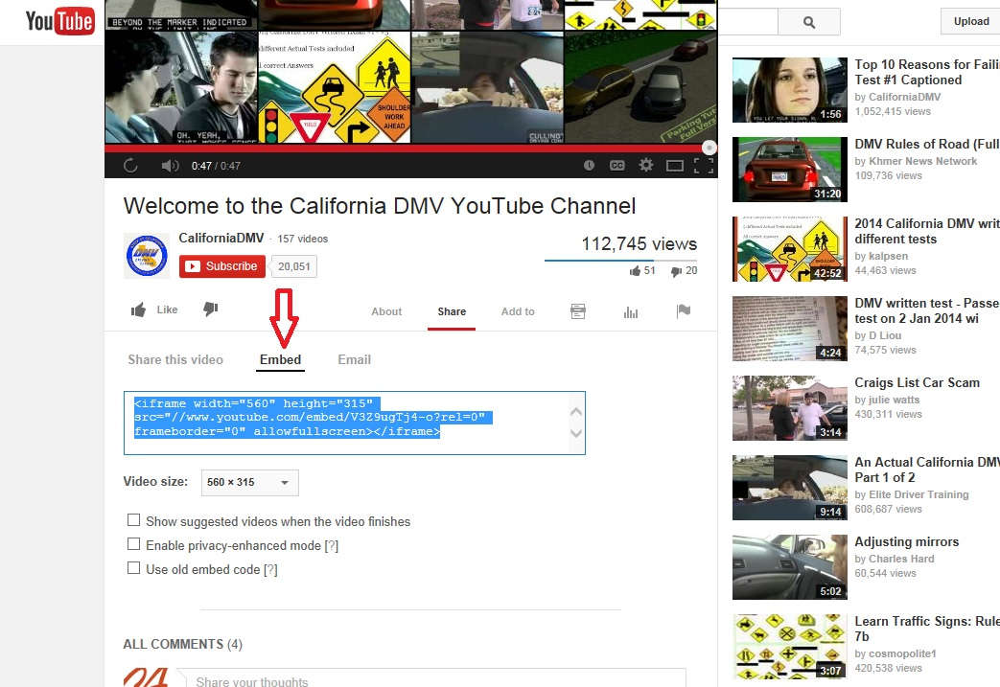 YouTube
Upload
BEYOND THE MARKER INDICATED
different Actual Tests included
l correct Answers
SHOULDER
WORK
AHEAD
YIELD
OH, YEAH,
THAT MAKES SENSE
CULLING
DRIVING
Parking Tut
Full Vers
0:47 / 0:47
CC
Welcome to the California DMV YouTube Channel
CaliforniaDMV · 157 videos
Subscribe 20,051
112,745 views
51 20
Like
About Share Add to
Share this video Embed Email
<iframe width="560" height="315"
src="//www.youtube.com/embed/V3Z9ugTj4-o?rel=0"
frameborder="0" allowfullscreen></iframe>
Video size: 560 × 315
Show suggested videos when the video finishes
Enable privacy-enhanced mode [?]
Use old embed code [?]
ALL COMMENTS (4)
Share your thoughts
Top 10 Reasons for Failin
Test #1 Captioned
by CaliforniaDMV
1,052,415 views
1:56
DMV Rules of Road (Full
by Khmer News Network
109,736 views
31:20
2014 California DMV writ
different tests
by kalpsen
44,463 views
42:52
DMV written test - Passe
test on 2 Jan 2014 wi
by D Liou
74,575 views
4:24
Craigs List Car Scam
by julie watts
430,311 views
3:14
An Actual California DMV
Part 1 of 2
by Elite Driver Training
608,687 views
9:14
Adjusting mirrors
by Charles Hard
60,544 views
5:02
Learn Traffic Signs: Rule
7b
by cosmopolite1
420,538 views
3:07